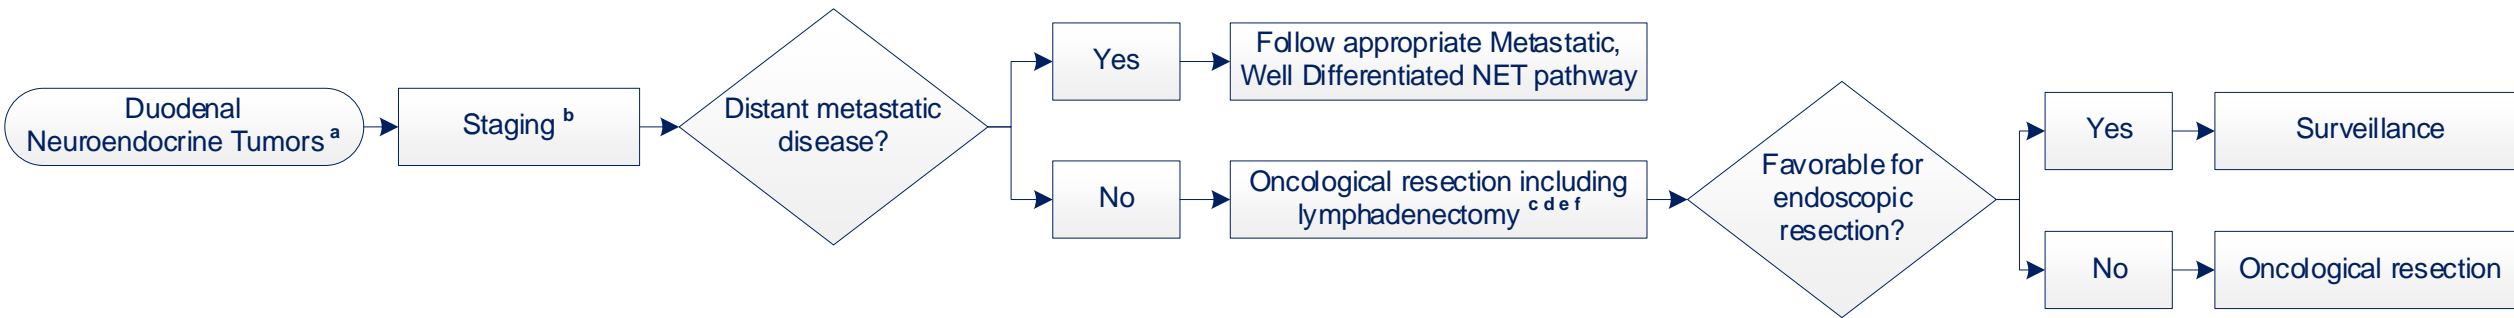 Duodenal
Neuroendocrine Tumors a
Staging b
Distant metastatic
disease?
Yes
Follow appropriate Metastatic,
Well Differentiated NET pathway
No
Oncological resection including
lymphadenectomy c d e f
Favorable for
endoscopic
resection?
Yes
Surveillance
No
Oncological resection